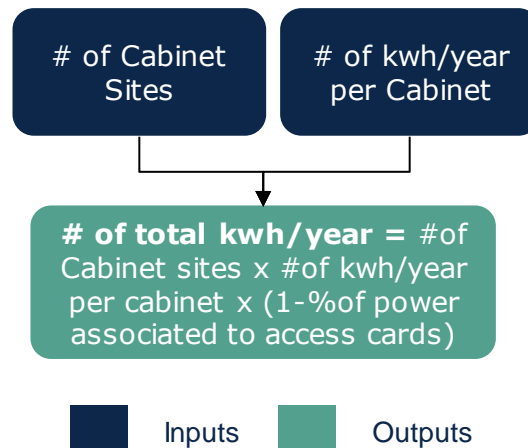 # of Cabinet
Sites
# of kwh/year
per Cabinet
# of total kwh/year = #of
Cabinet sites x #of kwh/year
per cabinet x (1-%of power
associated to access cards)
Inputs
Outputs